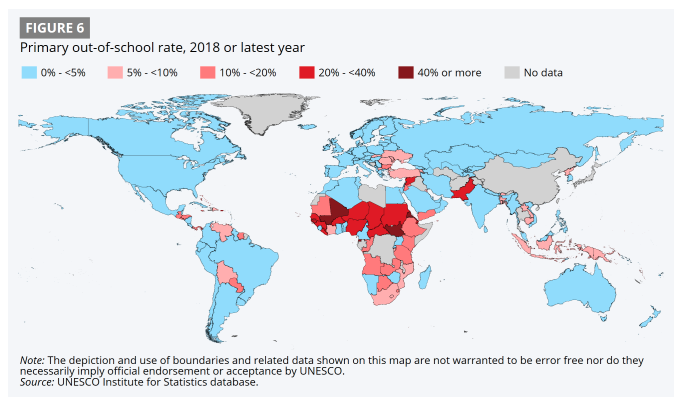 FIGURE 6
Primary out-of-school rate, 2018 or latest year
0% - <5% 5% - <10% 10% - <20% 20% - <40% 40% or more No data
Note: The depiction and use of boundaries and related data shown on this map are not warranted to be error free nor do they
necessarily imply official endorsement or acceptance by UNESCO.
Source: UNESCO Institute for Statistics database.